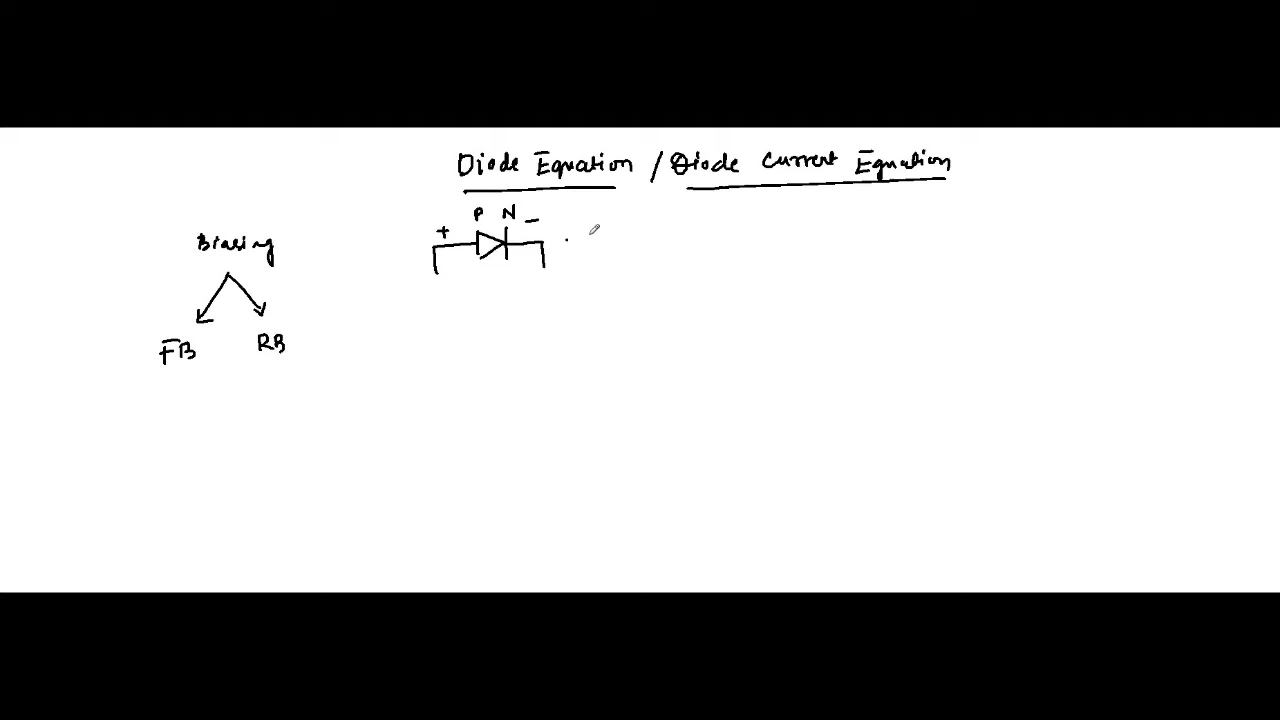 Diode Equation / Diode Current Equation
P N
+ −
Biasing
FB RB